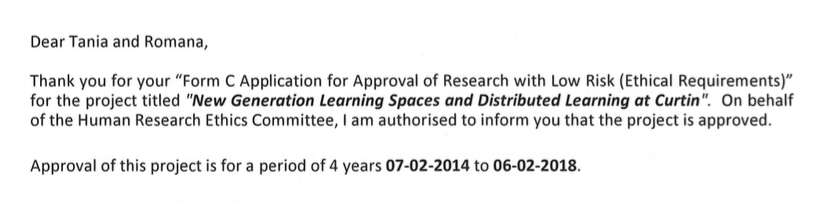 Dear Tania and Romana,
Thank you for your “Form C Application for Approval of Research with Low Risk (Ethical Requirements)”
for the project titled "New Generation Learning Spaces and Distributed Learning at Curtin".  On behalf
of the Human Research Ethics Committee, I am authorised to inform you that the project is approved.
Approval of this project is for a period of 4 years 07-02-2014 to 06-02-2018.